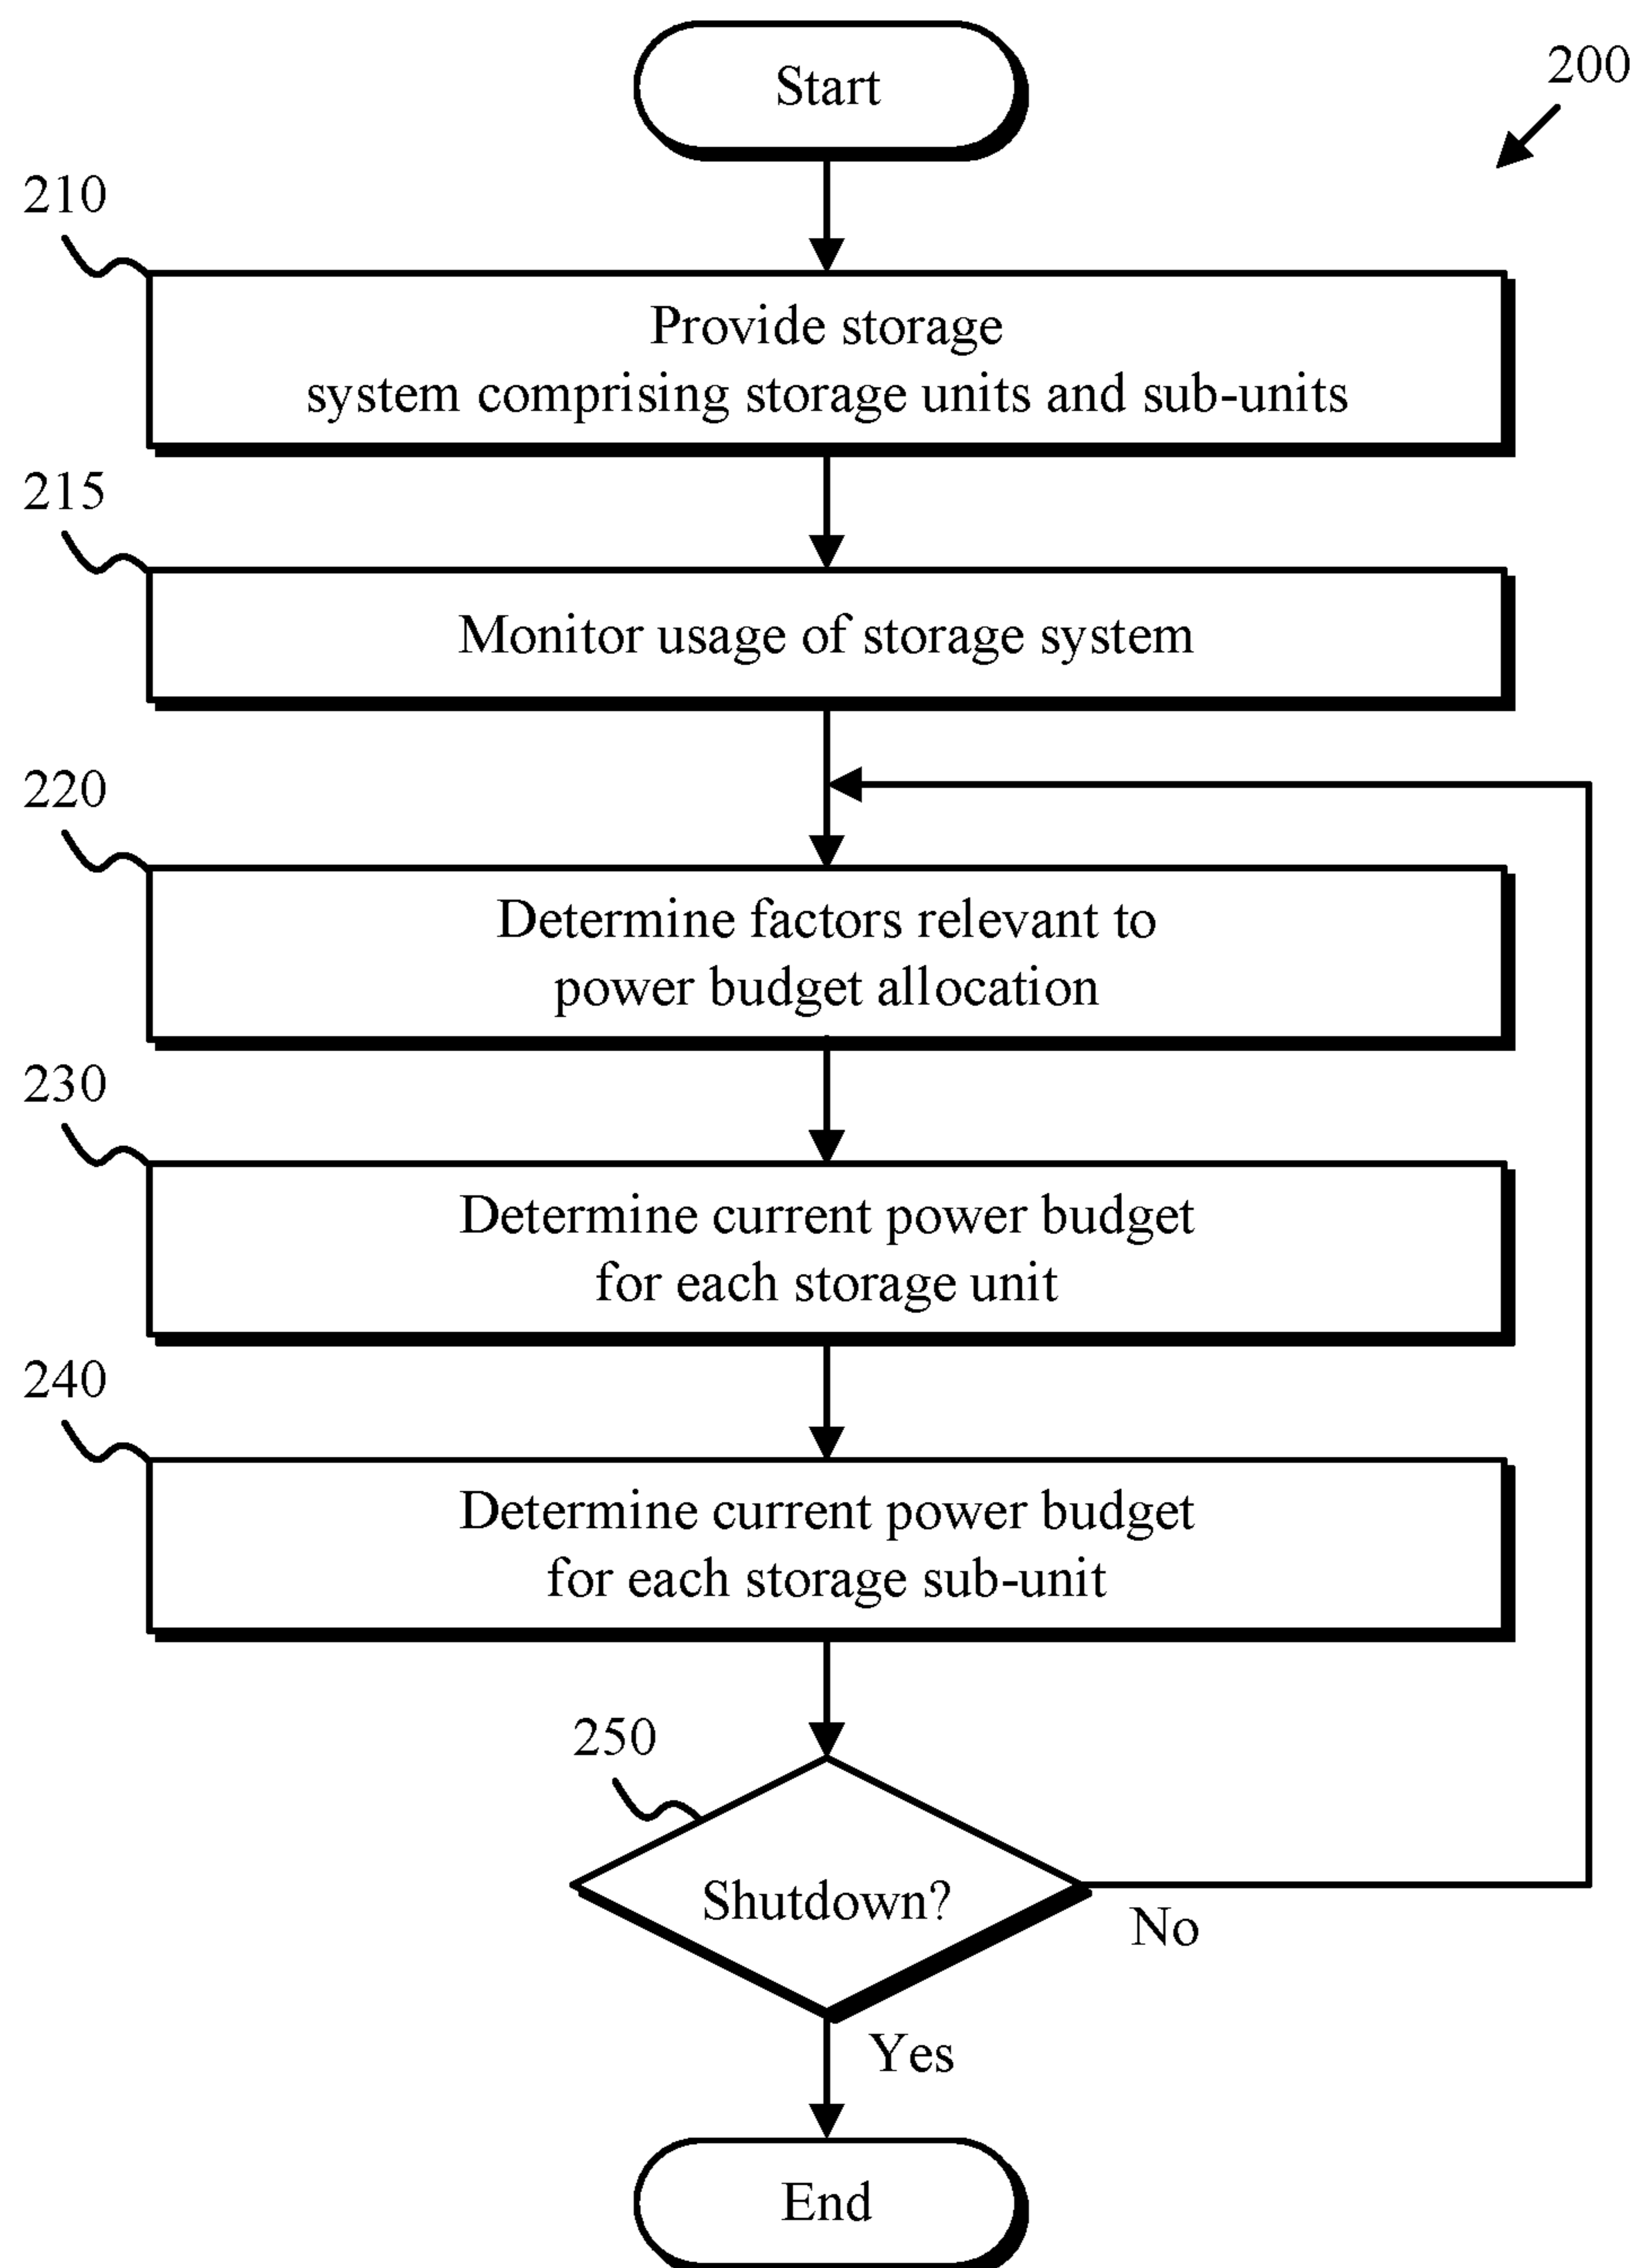 Start
200
210
Provide storage
system comprising storage units and sub-units
215
Monitor usage of storage system
220
Determine factors relevant to
power budget allocation
230
Determine current power budget
for each storage unit
240
Determine current power budget
for each storage sub-unit
250
Shutdown?
No
Yes
End